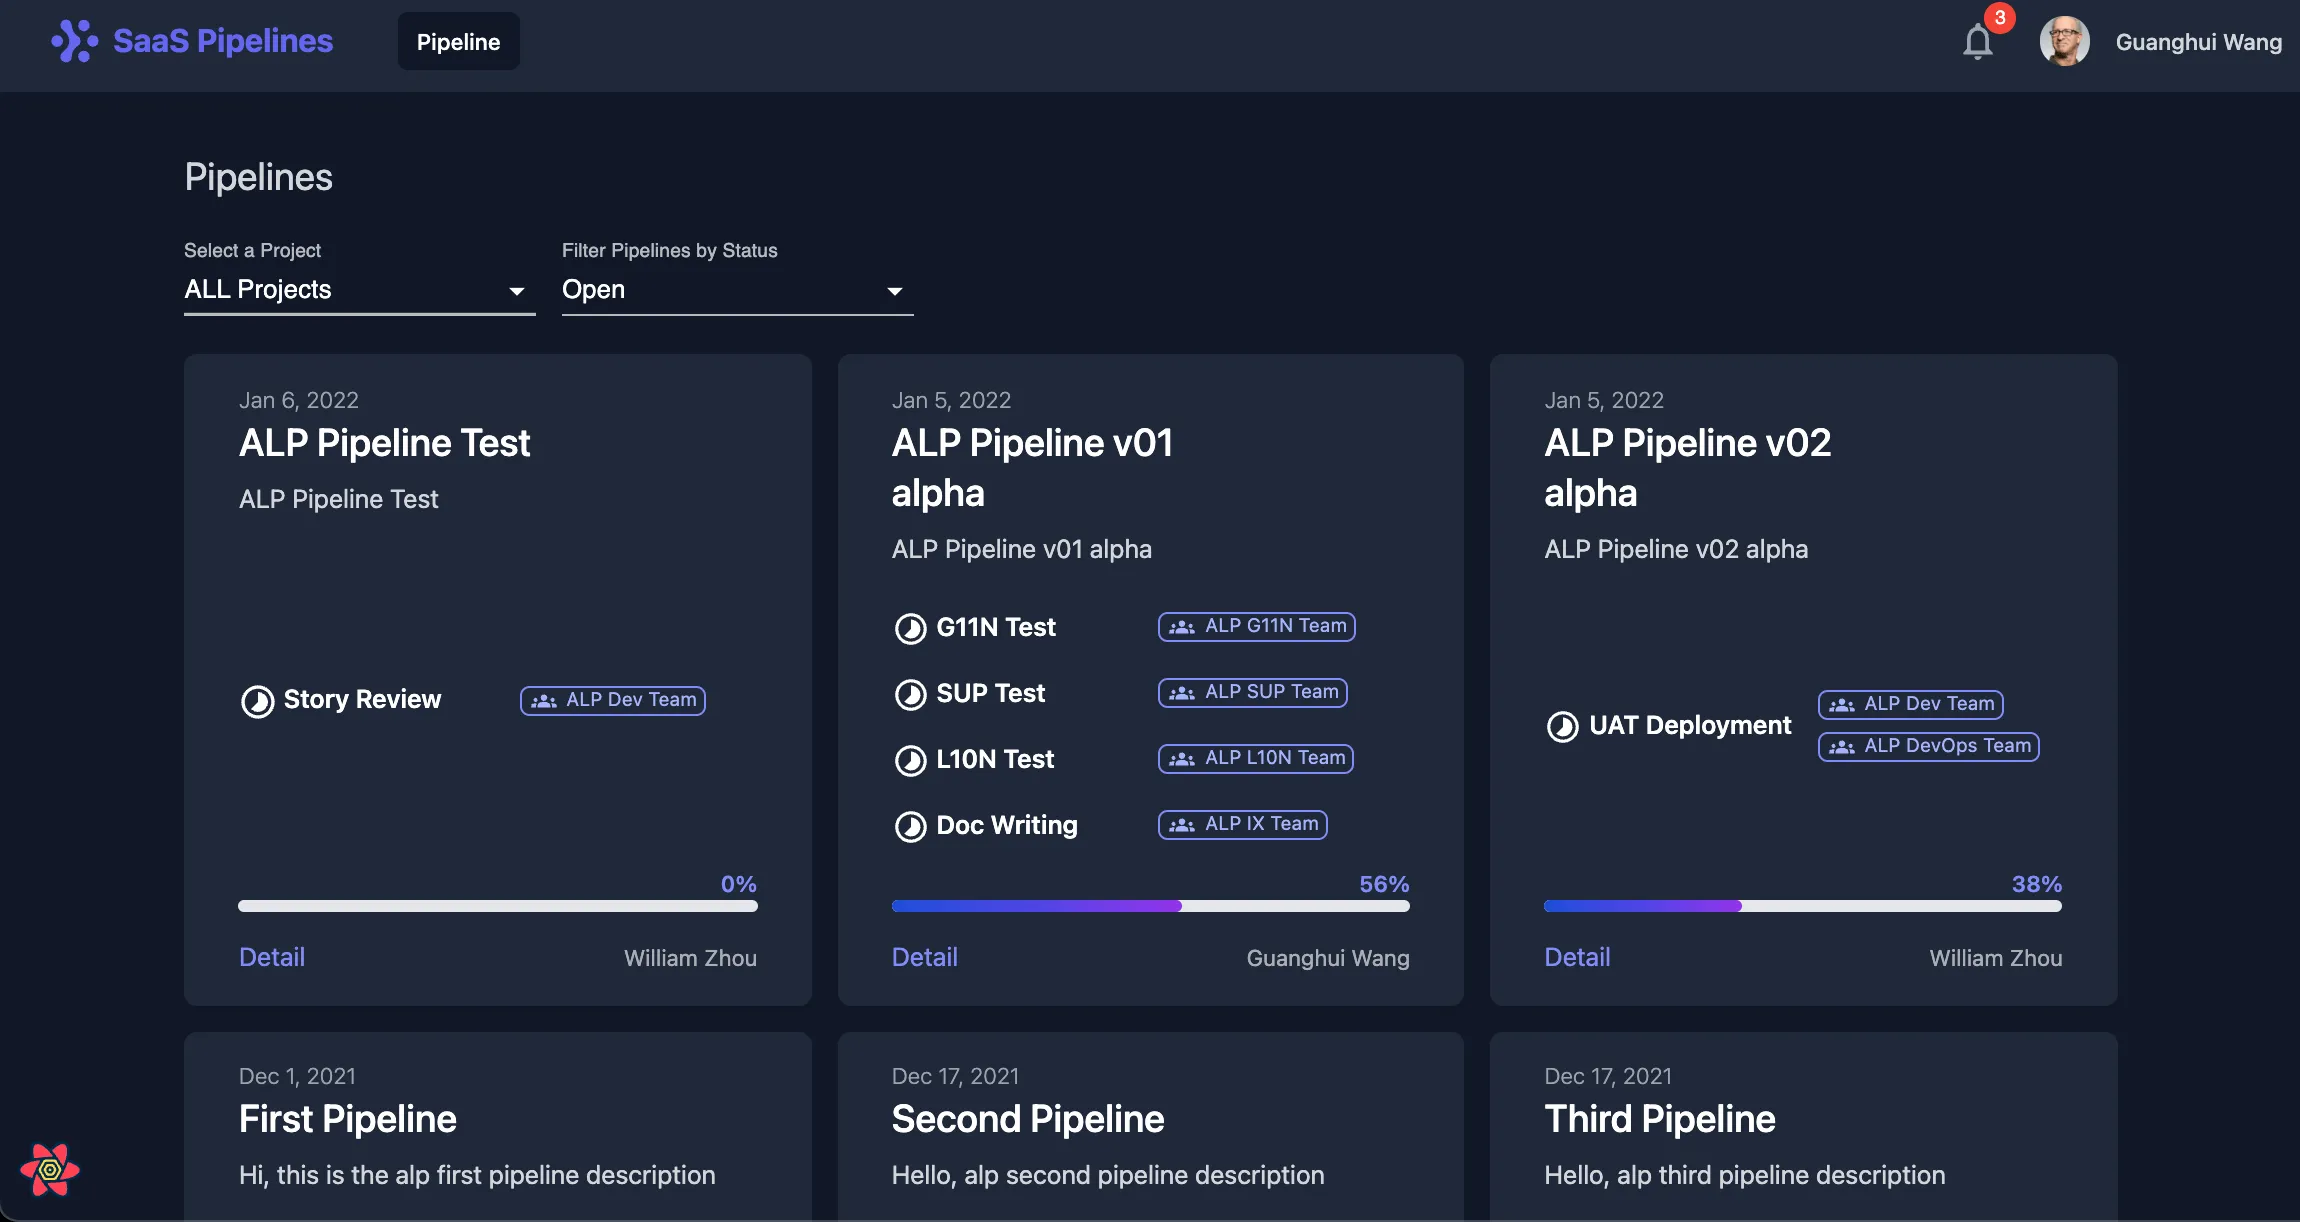 SaaS Pipelines
Pipeline
3
Guanghui Wang
Pipelines
Select a Project
ALL Projects
Filter Pipelines by Status
Open
Jan 6, 2022
ALP Pipeline Test
ALP Pipeline Test
Story Review
ALP Dev Team
0%
Detail
William Zhou
Jan 5, 2022
ALP Pipeline v01
alpha
ALP Pipeline v01 alpha
G11N Test
ALP G11N Team
SUP Test
ALP SUP Team
L10N Test
ALP L10N Team
Doc Writing
ALP IX Team
56%
Detail
Guanghui Wang
Jan 5, 2022
ALP Pipeline v02
alpha
ALP Pipeline v02 alpha
UAT Deployment
ALP Dev Team
ALP DevOps Team
38%
Detail
William Zhou
Dec 1, 2021
First Pipeline
Hi, this is the alp first pipeline description
Dec 17, 2021
Second Pipeline
Hello, alp second pipeline description
Dec 17, 2021
Third Pipeline
Hello, alp third pipeline description